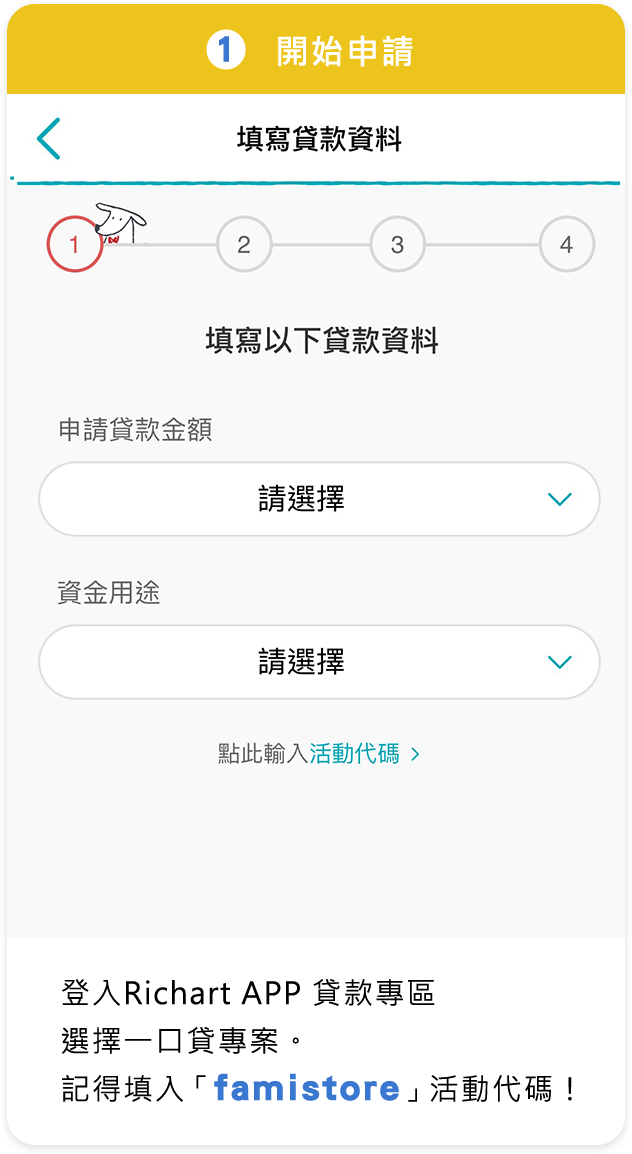 1 開始申請
填寫貸款資料
1 2 3 4
填寫以下貸款資料
申請貸款金額
請選擇
資金用途
請選擇
點此輸入活動代碼 >
登入Richart APP 貸款專區
選擇一口貸專案。
記得填入「famistore」活動代碼！